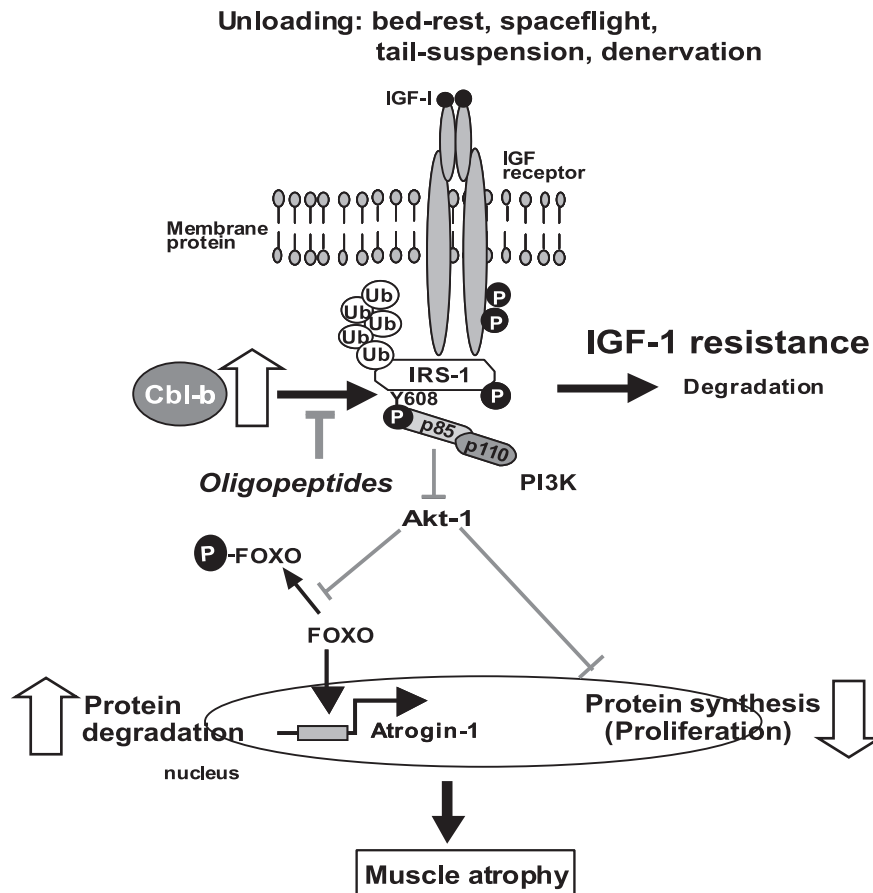 Unloading: bed-rest, spaceflight,
tail-suspension, denervation
IGF-I
IGF
receptor
Membrane
protein
Ub
Ub
Ub
Ub
Ub
P
P
IGF-1 resistance
Degradation
Cbl-b
IRS-1
Y608
P
P
p85
p110
PI3K
Oligopeptides
Akt-1
P-FOXO
FOXO
Protein
degradation
Atrogin-1
Protein synthesis
(Proliferation)
nucleus
Muscle atrophy